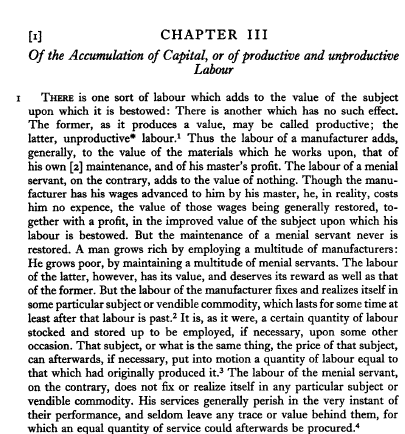 [1] CHAPTER III
Of the Accumulation of Capital, or of productive and unproductive
Labour
1 THERE is one sort of labour which adds to the value of the subject
upon which it is bestowed: There is another which has no such effect.
The former, as it produces a value, may be called productive; the
latter, unproductive* labour.¹ Thus the labour of a manufacturer adds,
generally, to the value of the materials which he works upon, that of
his own [2] maintenance, and of his master's profit. The labour of a menial
servant, on the contrary, adds to the value of nothing. Though the manu-
facturer has his wages advanced to him by his master, he, in reality, costs
him no expence, the value of those wages being generally restored, to-
gether with a profit, in the improved value of the subject upon which his
labour is bestowed. But the maintenance of a menial servant never is
restored. A man grows rich by employing a multitude of manufacturers:
He grows poor, by maintaining a multitude of menial servants. The labour
of the latter, however, has its value, and deserves its reward as well as that
of the former. But the labour of the manufacturer fixes and realizes itself in
some particular subject or vendible commodity, which lasts for some time at
least after that labour is past.² It is, as it were, a certain quantity of labour
stocked and stored up to be employed, if necessary, upon some other
occasion. That subject, or what is the same thing, the price of that subject,
can afterwards, if necessary, put into motion a quantity of labour equal to
that which had originally produced it.³ The labour of the menial servant,
on the contrary, does not fix or realize itself in any particular subject or
vendible commodity. His services generally perish in the very instant of
their performance, and seldom leave any trace or value behind them, for
which an equal quantity of service could afterwards be procured.⁴